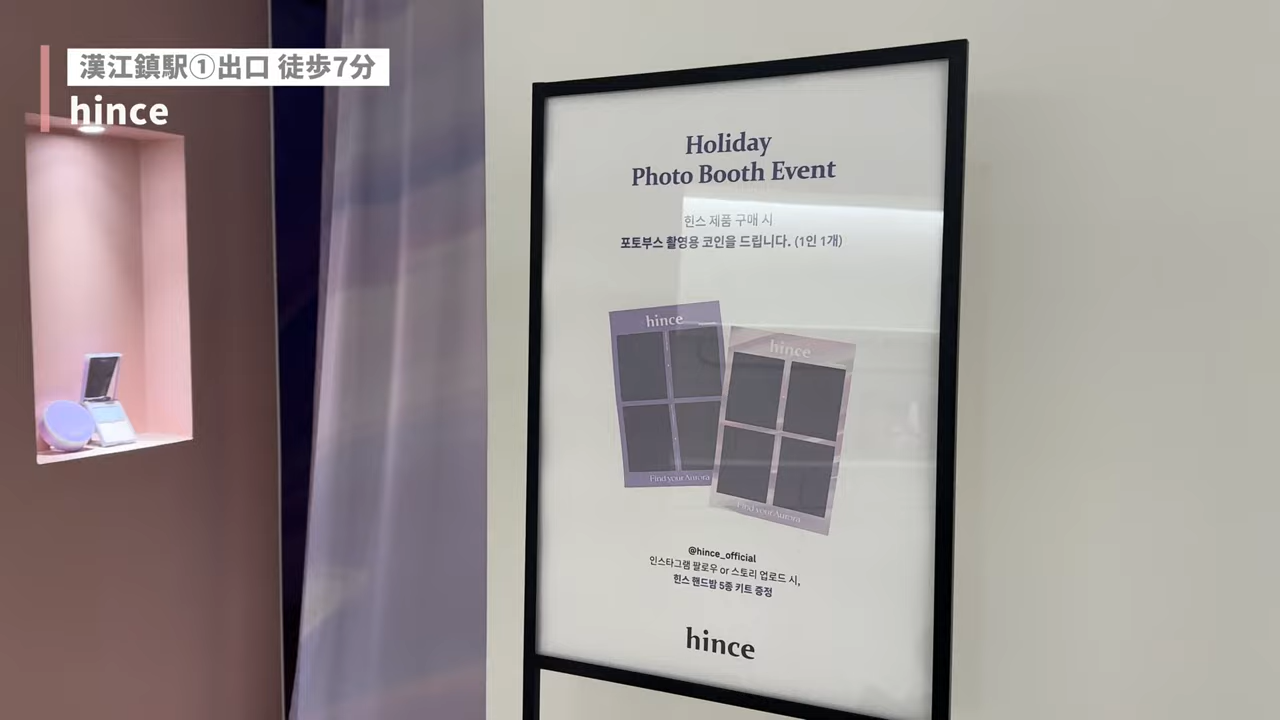 漢江鎮駅①出口 徒歩7分
hince
Holiday
Photo Booth Event
힌스 제품 구매 시
포토부스 촬영용 코인을 드립니다. (1인 1개)
hince
hince
Find your Aurora
Find your Aurora
@hince_official
인스타그램 팔로우 or 스토리 업로드 시,
힌스 핸드밤 5종 키트 증정
hince